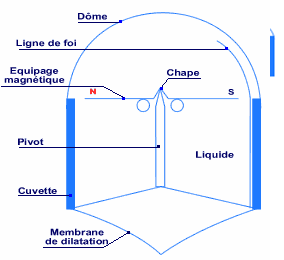 Dôme
Ligne de foi
Equipage
magnétique
Chape
N
S
Pivot
Liquide
Cuvette
Membrane
de dilatation